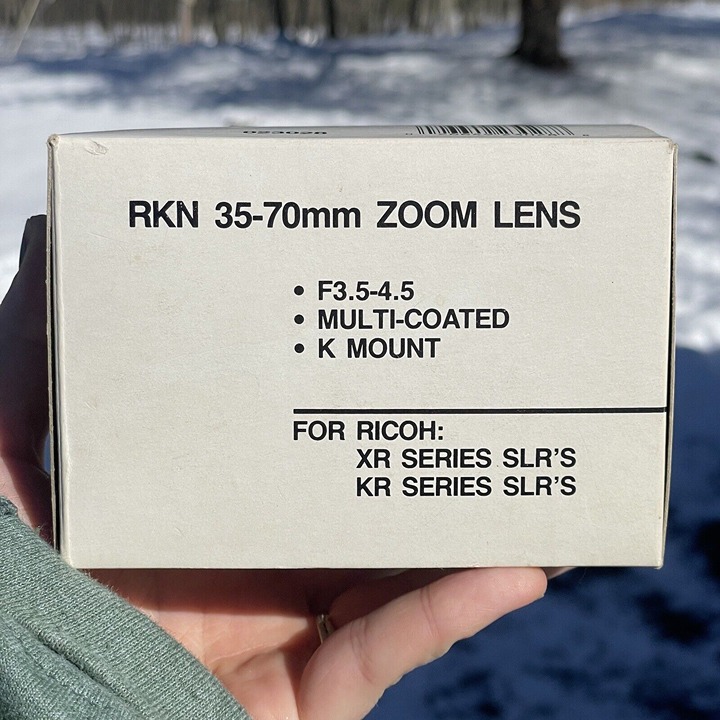 023028
RKN 35-70mm ZOOM LENS
• F3.5-4.5
• MULTI-COATED
• K MOUNT
FOR RICOH:
XR SERIES SLR'S
KR SERIES SLR'S